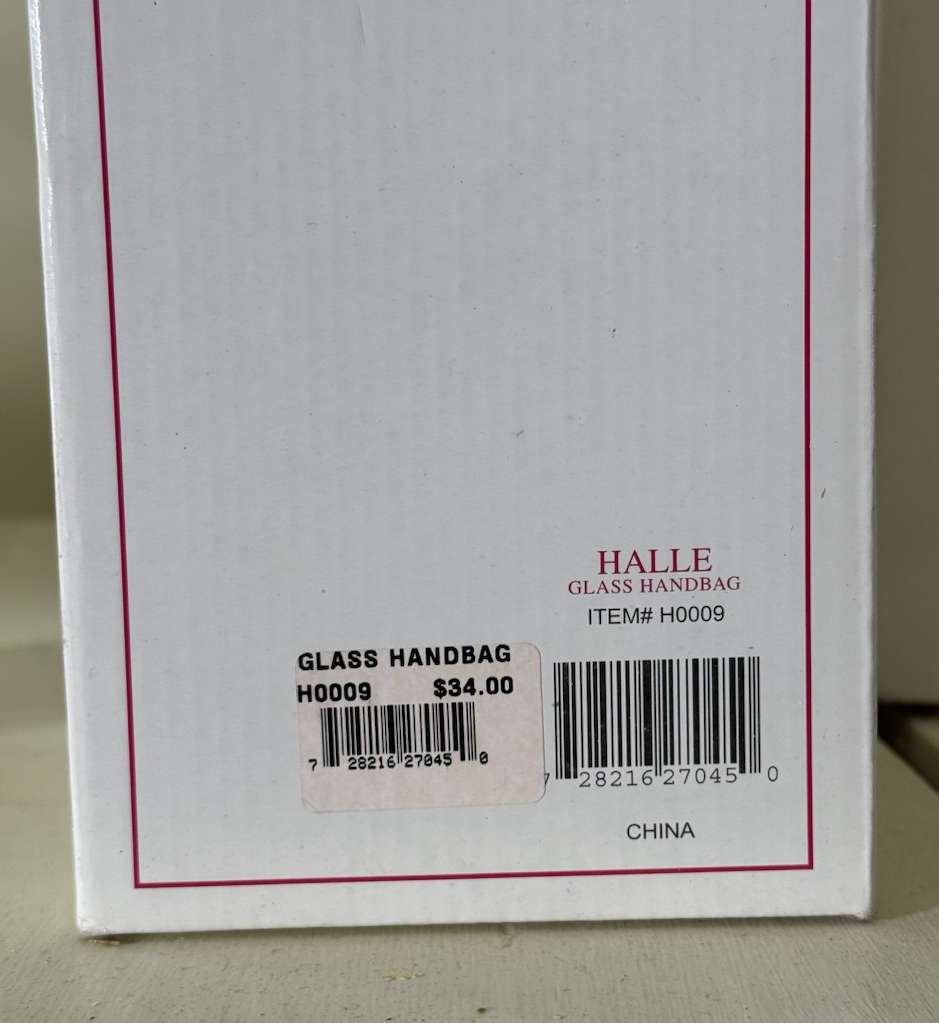 HALLE
GLASS HANDBAG
ITEM# H0009
GLASS HANDBAG
H0009 $34.00
7 28216 27045 0
7 28216 27045 0
CHINA